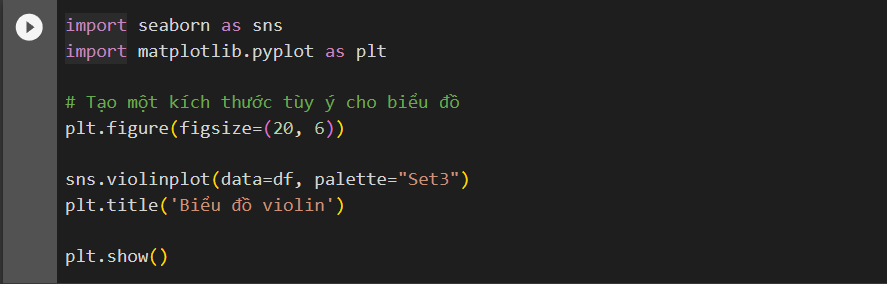 import seaborn as sns
import matplotlib.pyplot as plt
# Tạo một kích thước tùy ý cho biểu đồ
plt.figure(figsize=(20, 6))
sns.violinplot(data=df, palette="Set3")
plt.title('Biểu đồ violin')
plt.show()